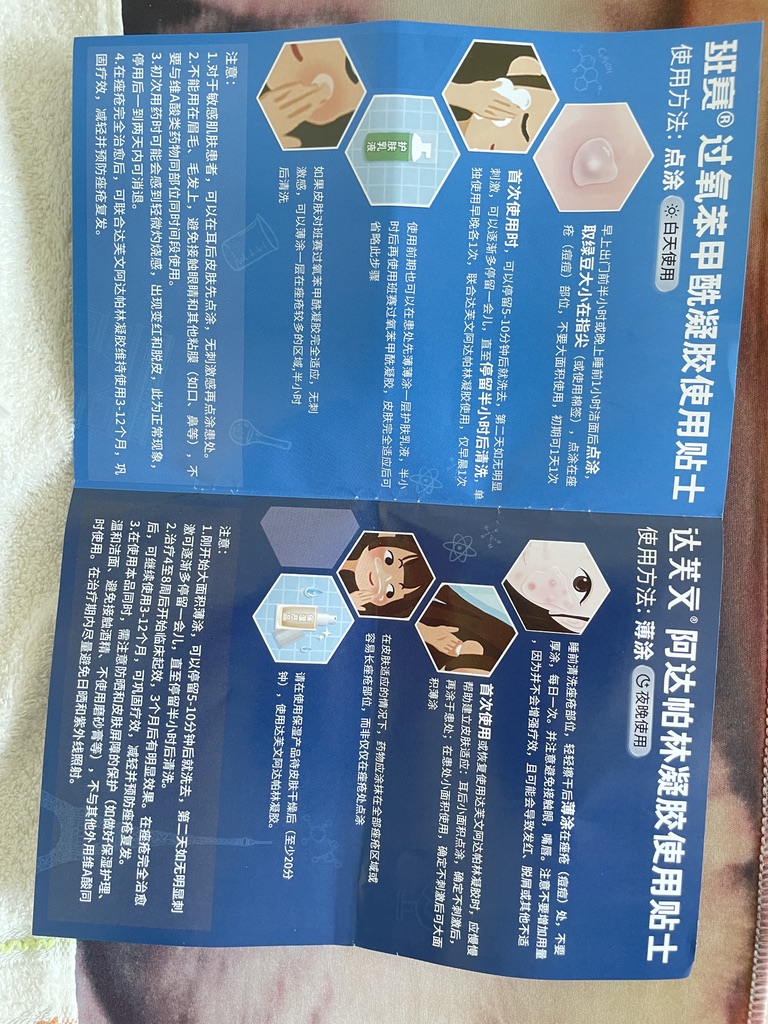 班赛®过氧苯甲酰凝胶使用贴士
使用方法：点涂 白天使用
早上出门前半小时或晚上睡前1小时洁面后点涂，
取绿豆大小在指尖（或使用棉签），点涂在痤
疮（痘痘）部位，不要大面积使用，初期可1天1次
首次使用时，可以停留5-10分钟后就洗去，第二天如无明显
刺激，可以逐渐多停留一会儿，直至停留半小时后清洗，单
独使用早晚各1次，联合达芙文阿达帕林凝胶使用，仅早晨1次
护
肤
乳
液
使用前期也可以在患处先薄薄涂一层护肤乳液，半小
时后再使用班赛过氧苯甲酰凝胶，皮肤完全适应后可
省略此步骤
如果皮肤对班赛过氧苯甲酰凝胶完全适应，无刺
激感，可以薄涂一层在痤疮较多的区域,半小时
后清洗
注意：
1.对于敏感肌肤患者，可以在耳后皮肤先点涂，无刺激感再点涂患处。
2.不能用在眉毛、毛发上，避免接触眼睛和其他粘膜（如口、鼻等），不
要与维A酸类药物同部位同时间段使用。
3.初次用药时可能会感到轻微灼烧感，出现变红和脱皮，此为正常现象，
停用后一到两天内可消退。
4.在痤疮完全治愈后，可联合达芙文阿达帕林凝胶维持使用3-12个月，巩
固疗效，减轻并预防痤疮复发。
达芙文®阿达帕林凝胶使用贴士
使用方法：薄涂 夜晚使用
睡前清洗痤疮部位，轻轻擦干后薄涂在痤疮（痘痘）处，不要
厚涂，每日一次。并注意避免接触眼，嘴唇。注意不要增加用量
，因为并不会增强疗效，且可能会导致发红、脱屑或其他不适
首次使用或恢复使用达芙文阿达帕林凝胶时，应慢慢
帮助建立皮肤适应：耳后小面积点涂，确定不刺激后，
再涂于患处；在患处小面积使用，确定不刺激后可大面
积薄涂
在皮肤适应的情况下，药物应涂抹在全部痤疮区域或
容易长痤疮部位，而非仅仅在痤疮处点涂
请在使用保湿产品待皮肤干燥后（至少20分
钟），使用达芙文阿达帕林凝胶。
注意：
1.刚开始大面积薄涂，可以停留5-10分钟后就洗去，第二天如无明显刺
激可逐渐多停留一会儿，直至停留半小时后清洗。
2.治疗4至8周后开始临床起效，3个月后有明显效果。在痤疮完全治愈
后，可继续使用3-12个月，可巩固疗效，减轻并预防痤疮复发。
3.在使用本品同时，需注意防晒和皮肤屏障的保护（如做好保湿护理、
温和洁面、避免接触酒精、不使用磨砂膏等），不与其他外用维A酸同
时使用。在治疗期内尽量避免日晒和紫外线照射。